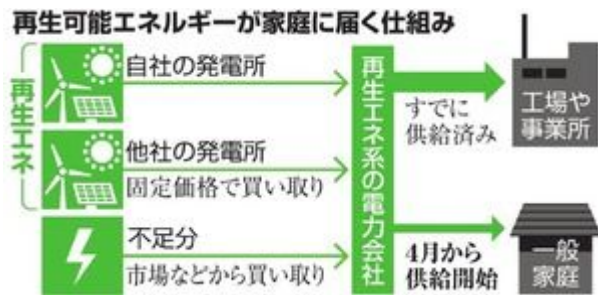 再生可能エネルギーが家庭に届く仕組み
再生エネ
自社の発電所
他社の発電所
固定価格で買い取り
不足分
市場などから買い取り
再生エネ系の電力会社
すでに
供給済み
工場や
事業所
4月から
供給開始
一般
家庭